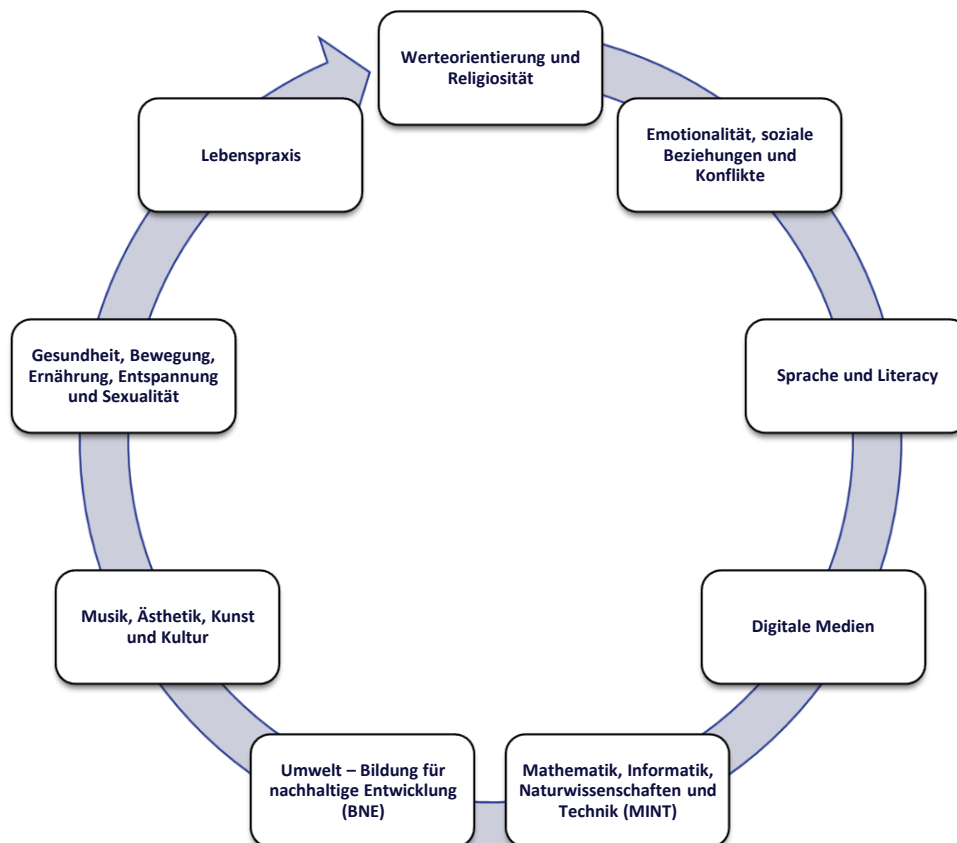 Werteorientierung und
Religiosität
Emotionalität, soziale
Beziehungen und
Konflikte
Sprache und Literacy
Digitale Medien
Mathematik, Informatik,
Naturwissenschaften und
Technik (MINT)
Umwelt – Bildung für
nachhaltige Entwicklung
(BNE)
Musik, Ästhetik, Kunst
und Kultur
Gesundheit, Bewegung,
Ernährung, Entspannung
und Sexualität
Lebenspraxis